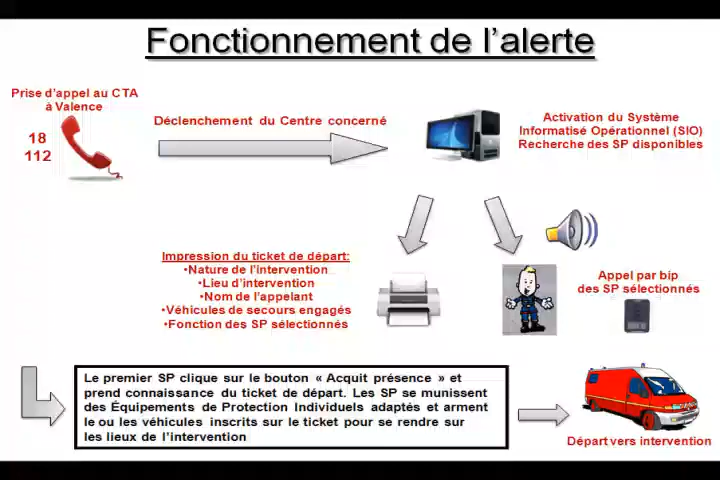 Fonctionnement de l’alerte
Prise d’appel au CTA
à Valence
18
112
Déclenchement du Centre concerné
Activation du Système
Informatisé Opérationnel (SIO)
Recherche des SP disponibles
Impression du ticket de départ:
•Nature de l’intervention
•Lieu d’intervention
•Nom de l’appelant
•Véhicules de secours engagés
•Fonction des SP sélectionnés
Appel par bip
des SP sélectionnés
Le premier SP clique sur le bouton « Acquit présence » et
prend connaissance du ticket de départ. Les SP se munissent
des Équipements de Protection Individuels adaptés et arment
le ou les véhicules inscrits sur le ticket pour se rendre sur
les lieux de l’intervention
Départ vers intervention